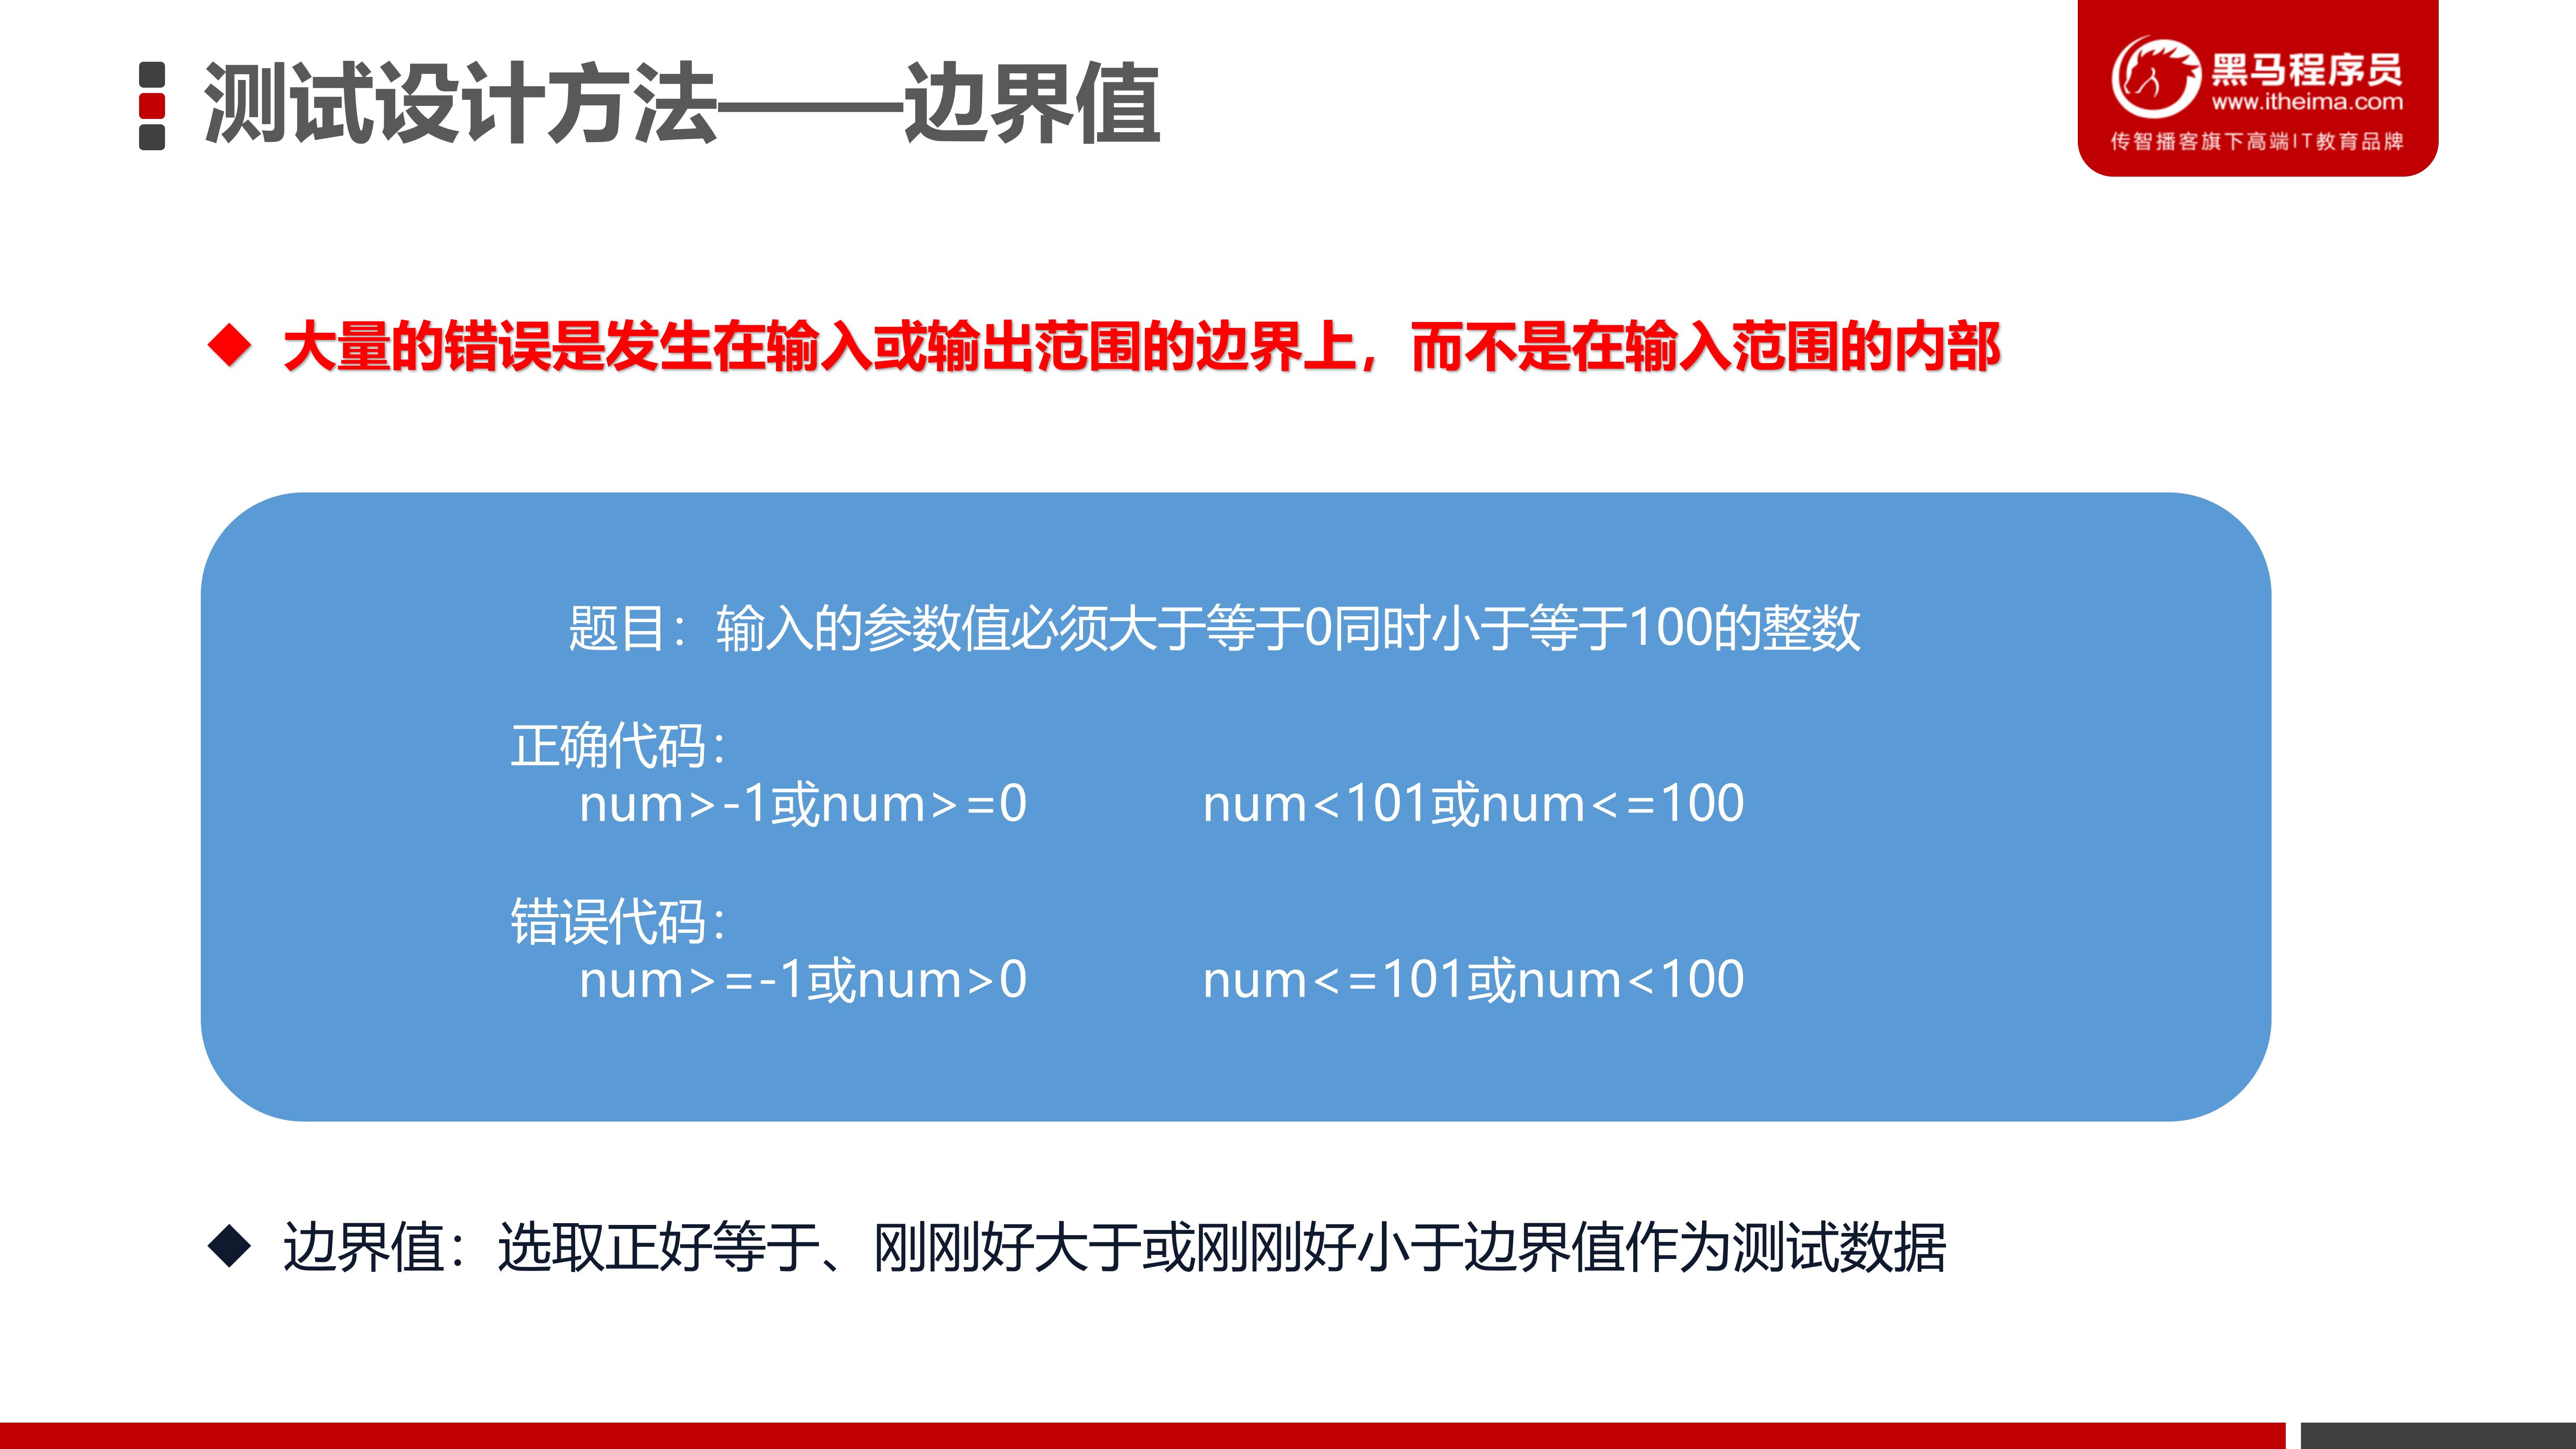 测试设计方法——边界值
黑马程序员
www.itheima.com
传智播客旗下高端IT教育品牌
◆ 大量的错误是发生在输入或输出范围的边界上，而不是在输入范围的内部
题目：输入的参数值必须大于等于0同时小于等于100的整数
正确代码：
num>-1或num>=0 num<101或num<=100
错误代码：
num>=-1或num>0 num<=101或num<100
◆ 边界值：选取正好等于、刚刚好大于或刚刚好小于边界值作为测试数据